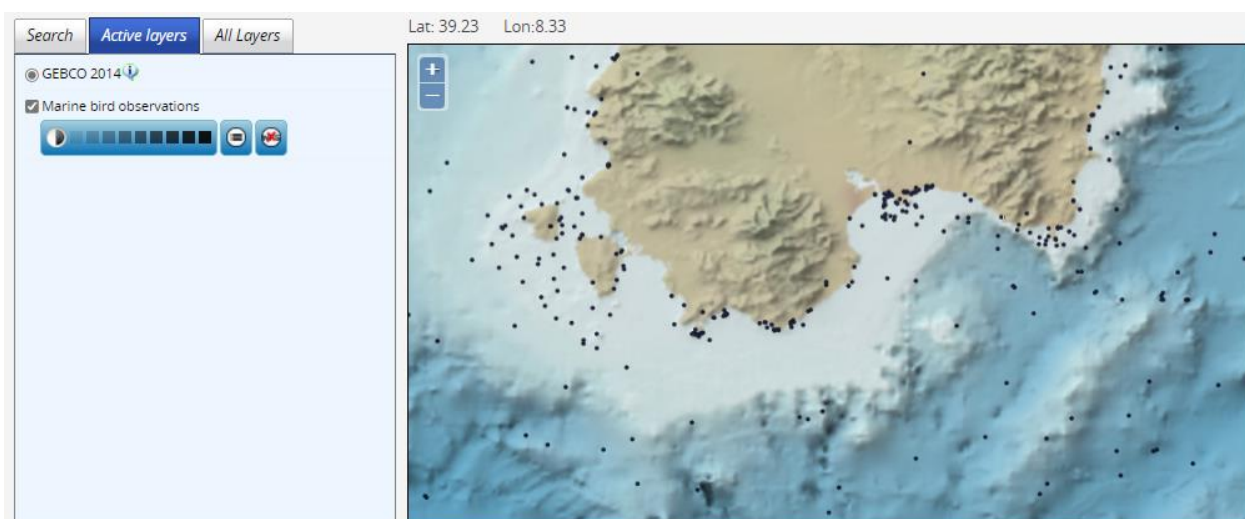 Search Active layers All Layers
Lat: 39.23 Lon:8.33
GEBCO 2014
Marine bird observations